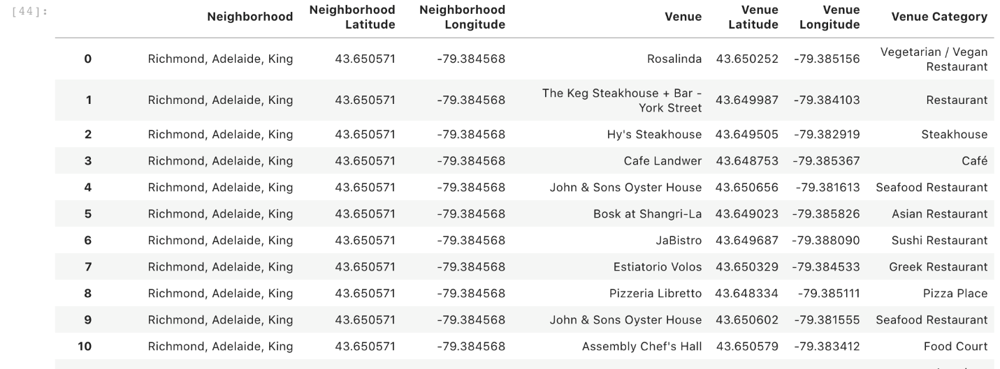 [44]:
Neighborhood Neighborhood Latitude Neighborhood Longitude Venue Venue Latitude Venue Longitude Venue Category
0 Richmond, Adelaide, King 43.650571 -79.384568 Rosalinda 43.650252 -79.385156 Vegetarian / Vegan Restaurant
1 Richmond, Adelaide, King 43.650571 -79.384568 The Keg Steakhouse + Bar - York Street 43.649987 -79.384103 Restaurant
2 Richmond, Adelaide, King 43.650571 -79.384568 Hy's Steakhouse 43.649505 -79.382919 Steakhouse
3 Richmond, Adelaide, King 43.650571 -79.384568 Cafe Landwer 43.648753 -79.385367 Café
4 Richmond, Adelaide, King 43.650571 -79.384568 John & Sons Oyster House 43.650656 -79.381613 Seafood Restaurant
5 Richmond, Adelaide, King 43.650571 -79.384568 Bosk at Shangri-La 43.649023 -79.385826 Asian Restaurant
6 Richmond, Adelaide, King 43.650571 -79.384568 JaBistro 43.649687 -79.388090 Sushi Restaurant
7 Richmond, Adelaide, King 43.650571 -79.384568 Estiatorio Volos 43.650329 -79.384533 Greek Restaurant
8 Richmond, Adelaide, King 43.650571 -79.384568 Pizzeria Libretto 43.648334 -79.385111 Pizza Place
9 Richmond, Adelaide, King 43.650571 -79.384568 John & Sons Oyster House 43.650602 -79.381555 Seafood Restaurant
10 Richmond, Adelaide, King 43.650571 -79.384568 Assembly Chef's Hall 43.650579 -79.383412 Food Court